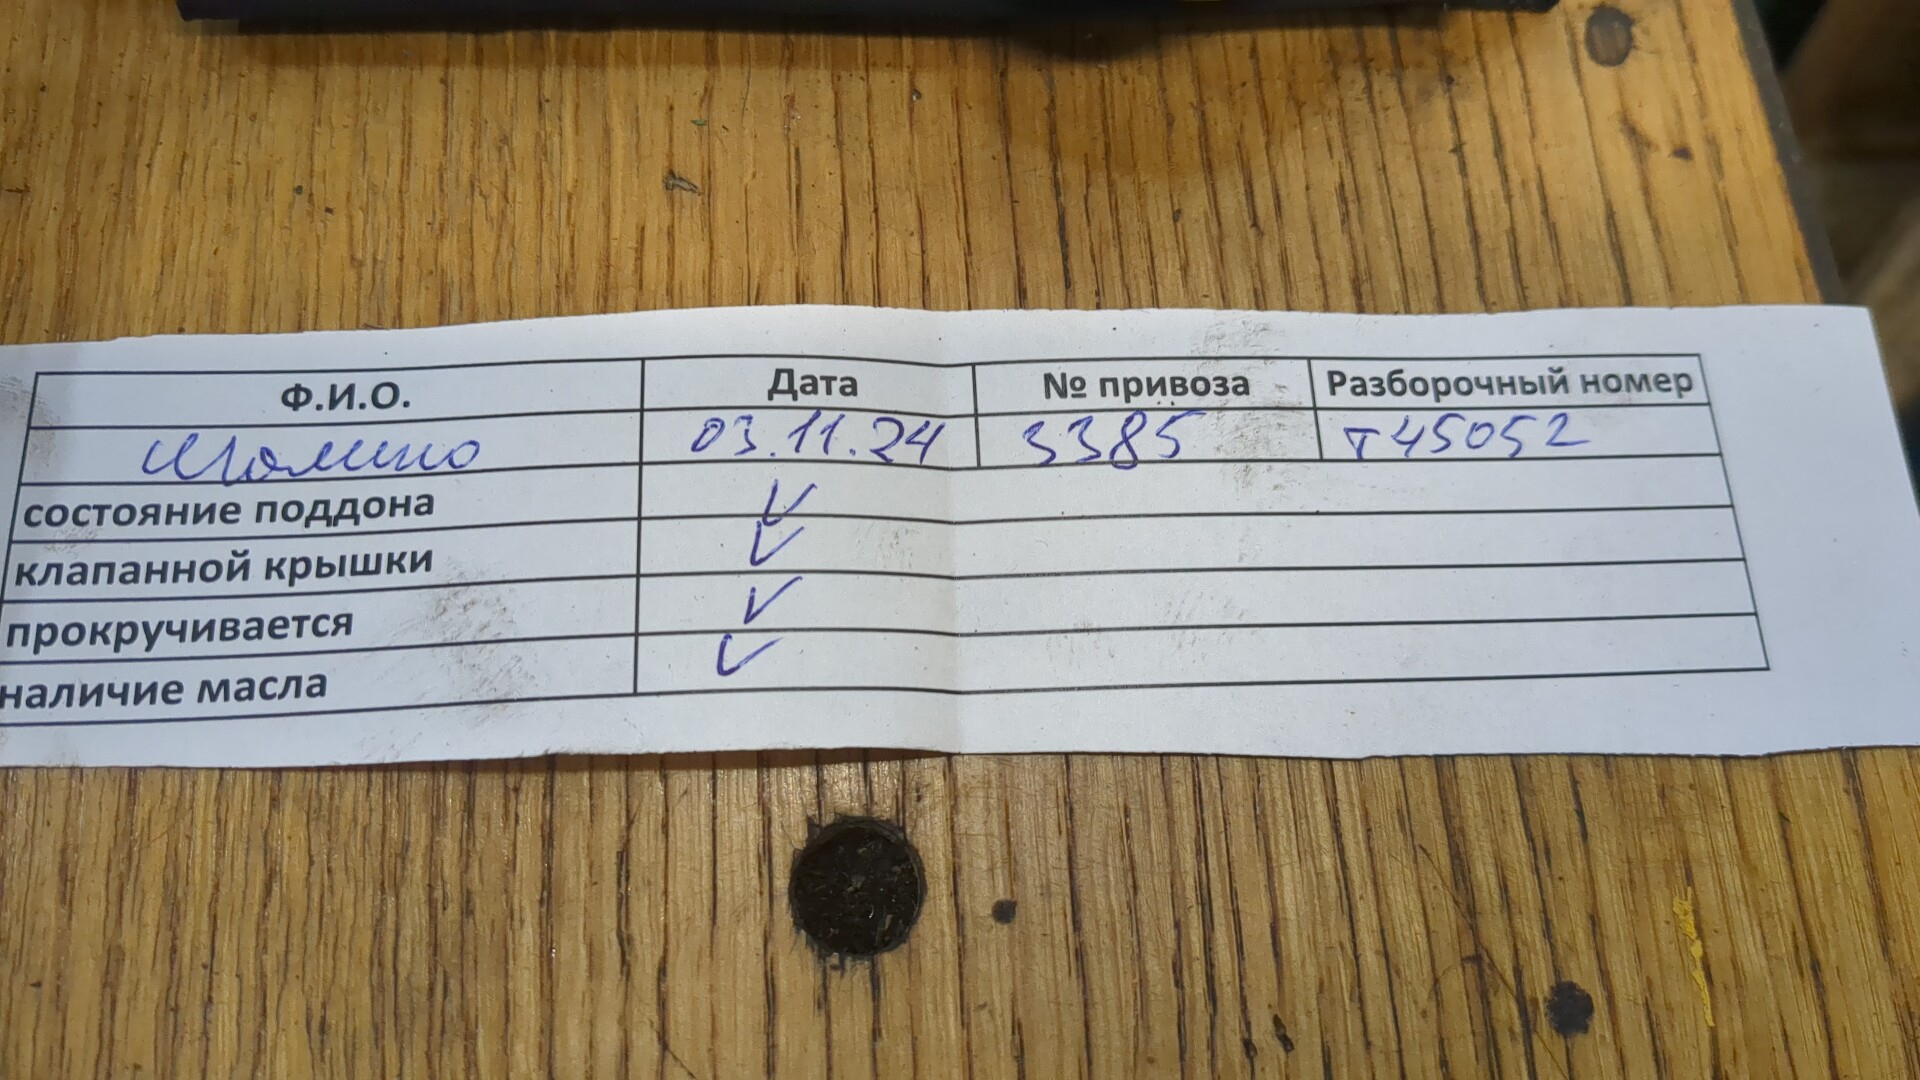 Ф.И.О. Дата № привоза Разборочный номер
03.11.24 3385 т45052
состояние поддона ✓
клапанной крышки ✓
прокручивается ✓
наличие масла ✓